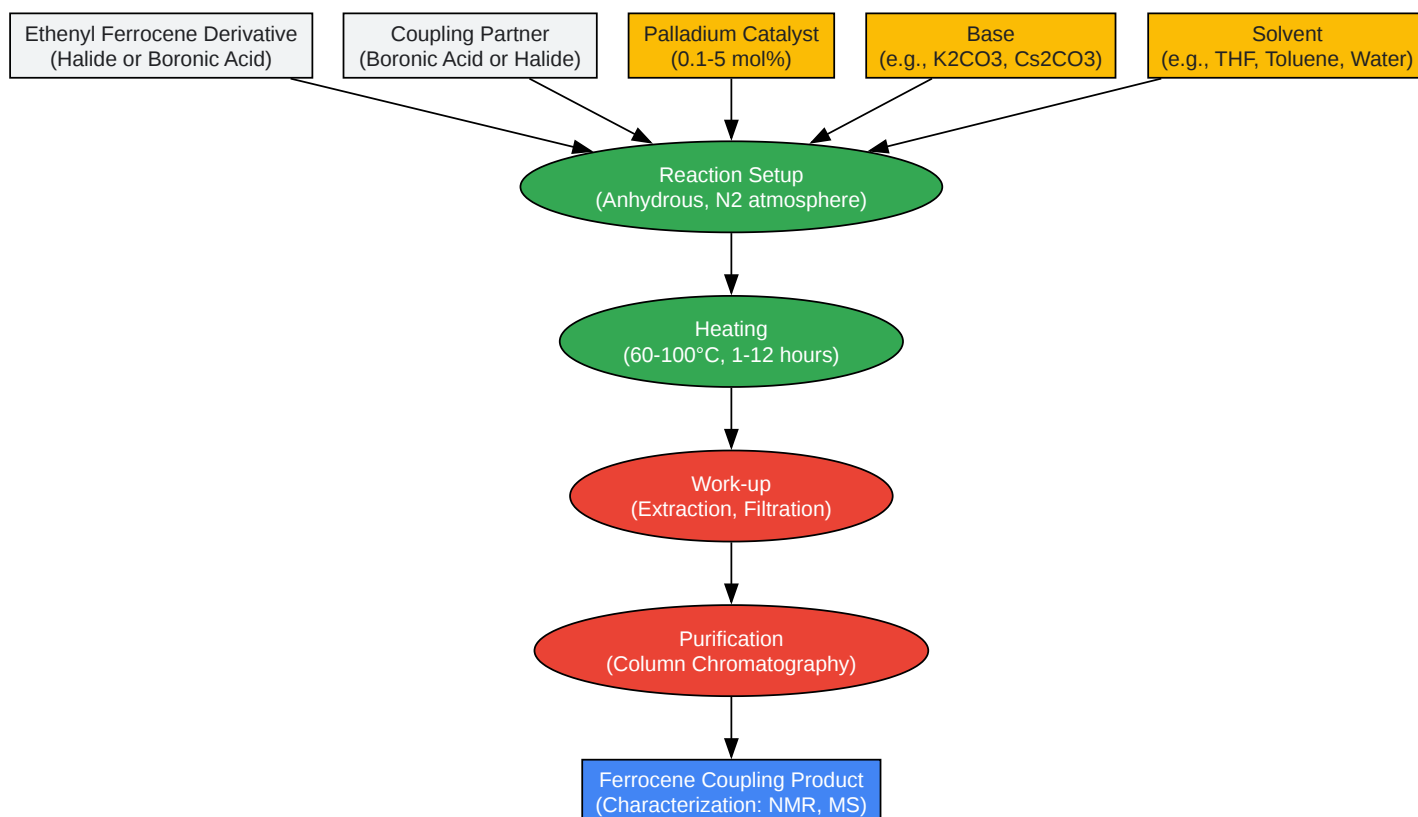 Ethenyl Ferrocene Derivative
(Halide or Boronic Acid)
Coupling Partner
(Boronic Acid or Halide)
Palladium Catalyst
(0.1-5 mol%)
Base
(e.g., K2CO3, Cs2CO3)
Solvent
(e.g., THF, Toluene, Water)
Reaction Setup
(Anhydrous, N2 atmosphere)
Heating
(60-100°C, 1-12 hours)
Work-up
(Extraction, Filtration)
Purification
(Column Chromatography)
Ferrocene Coupling Product
(Characterization: NMR, MS)